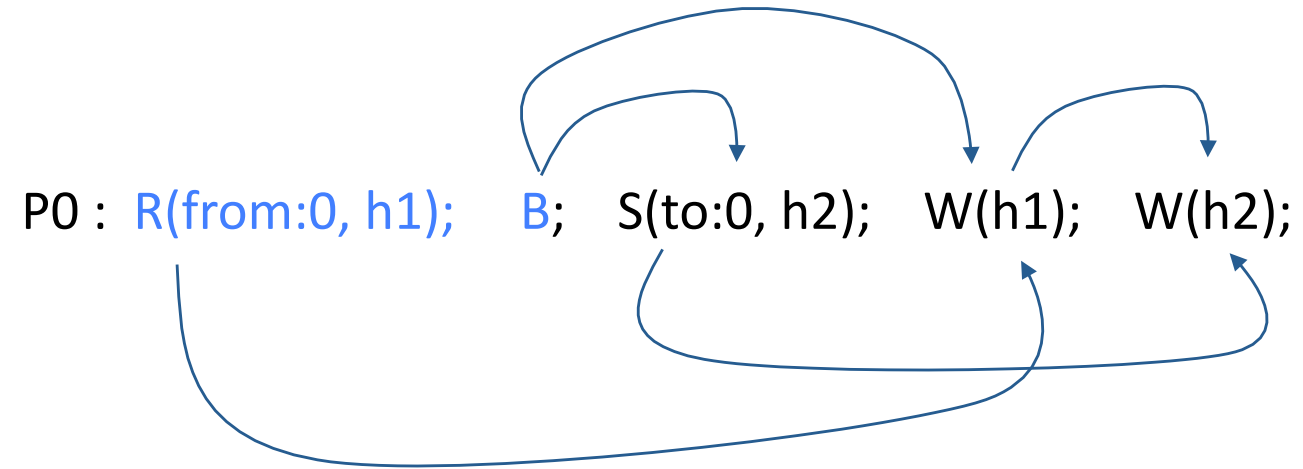 P0 : R(from:0, h1); B; S(to:0, h2); W(h1); W(h2);